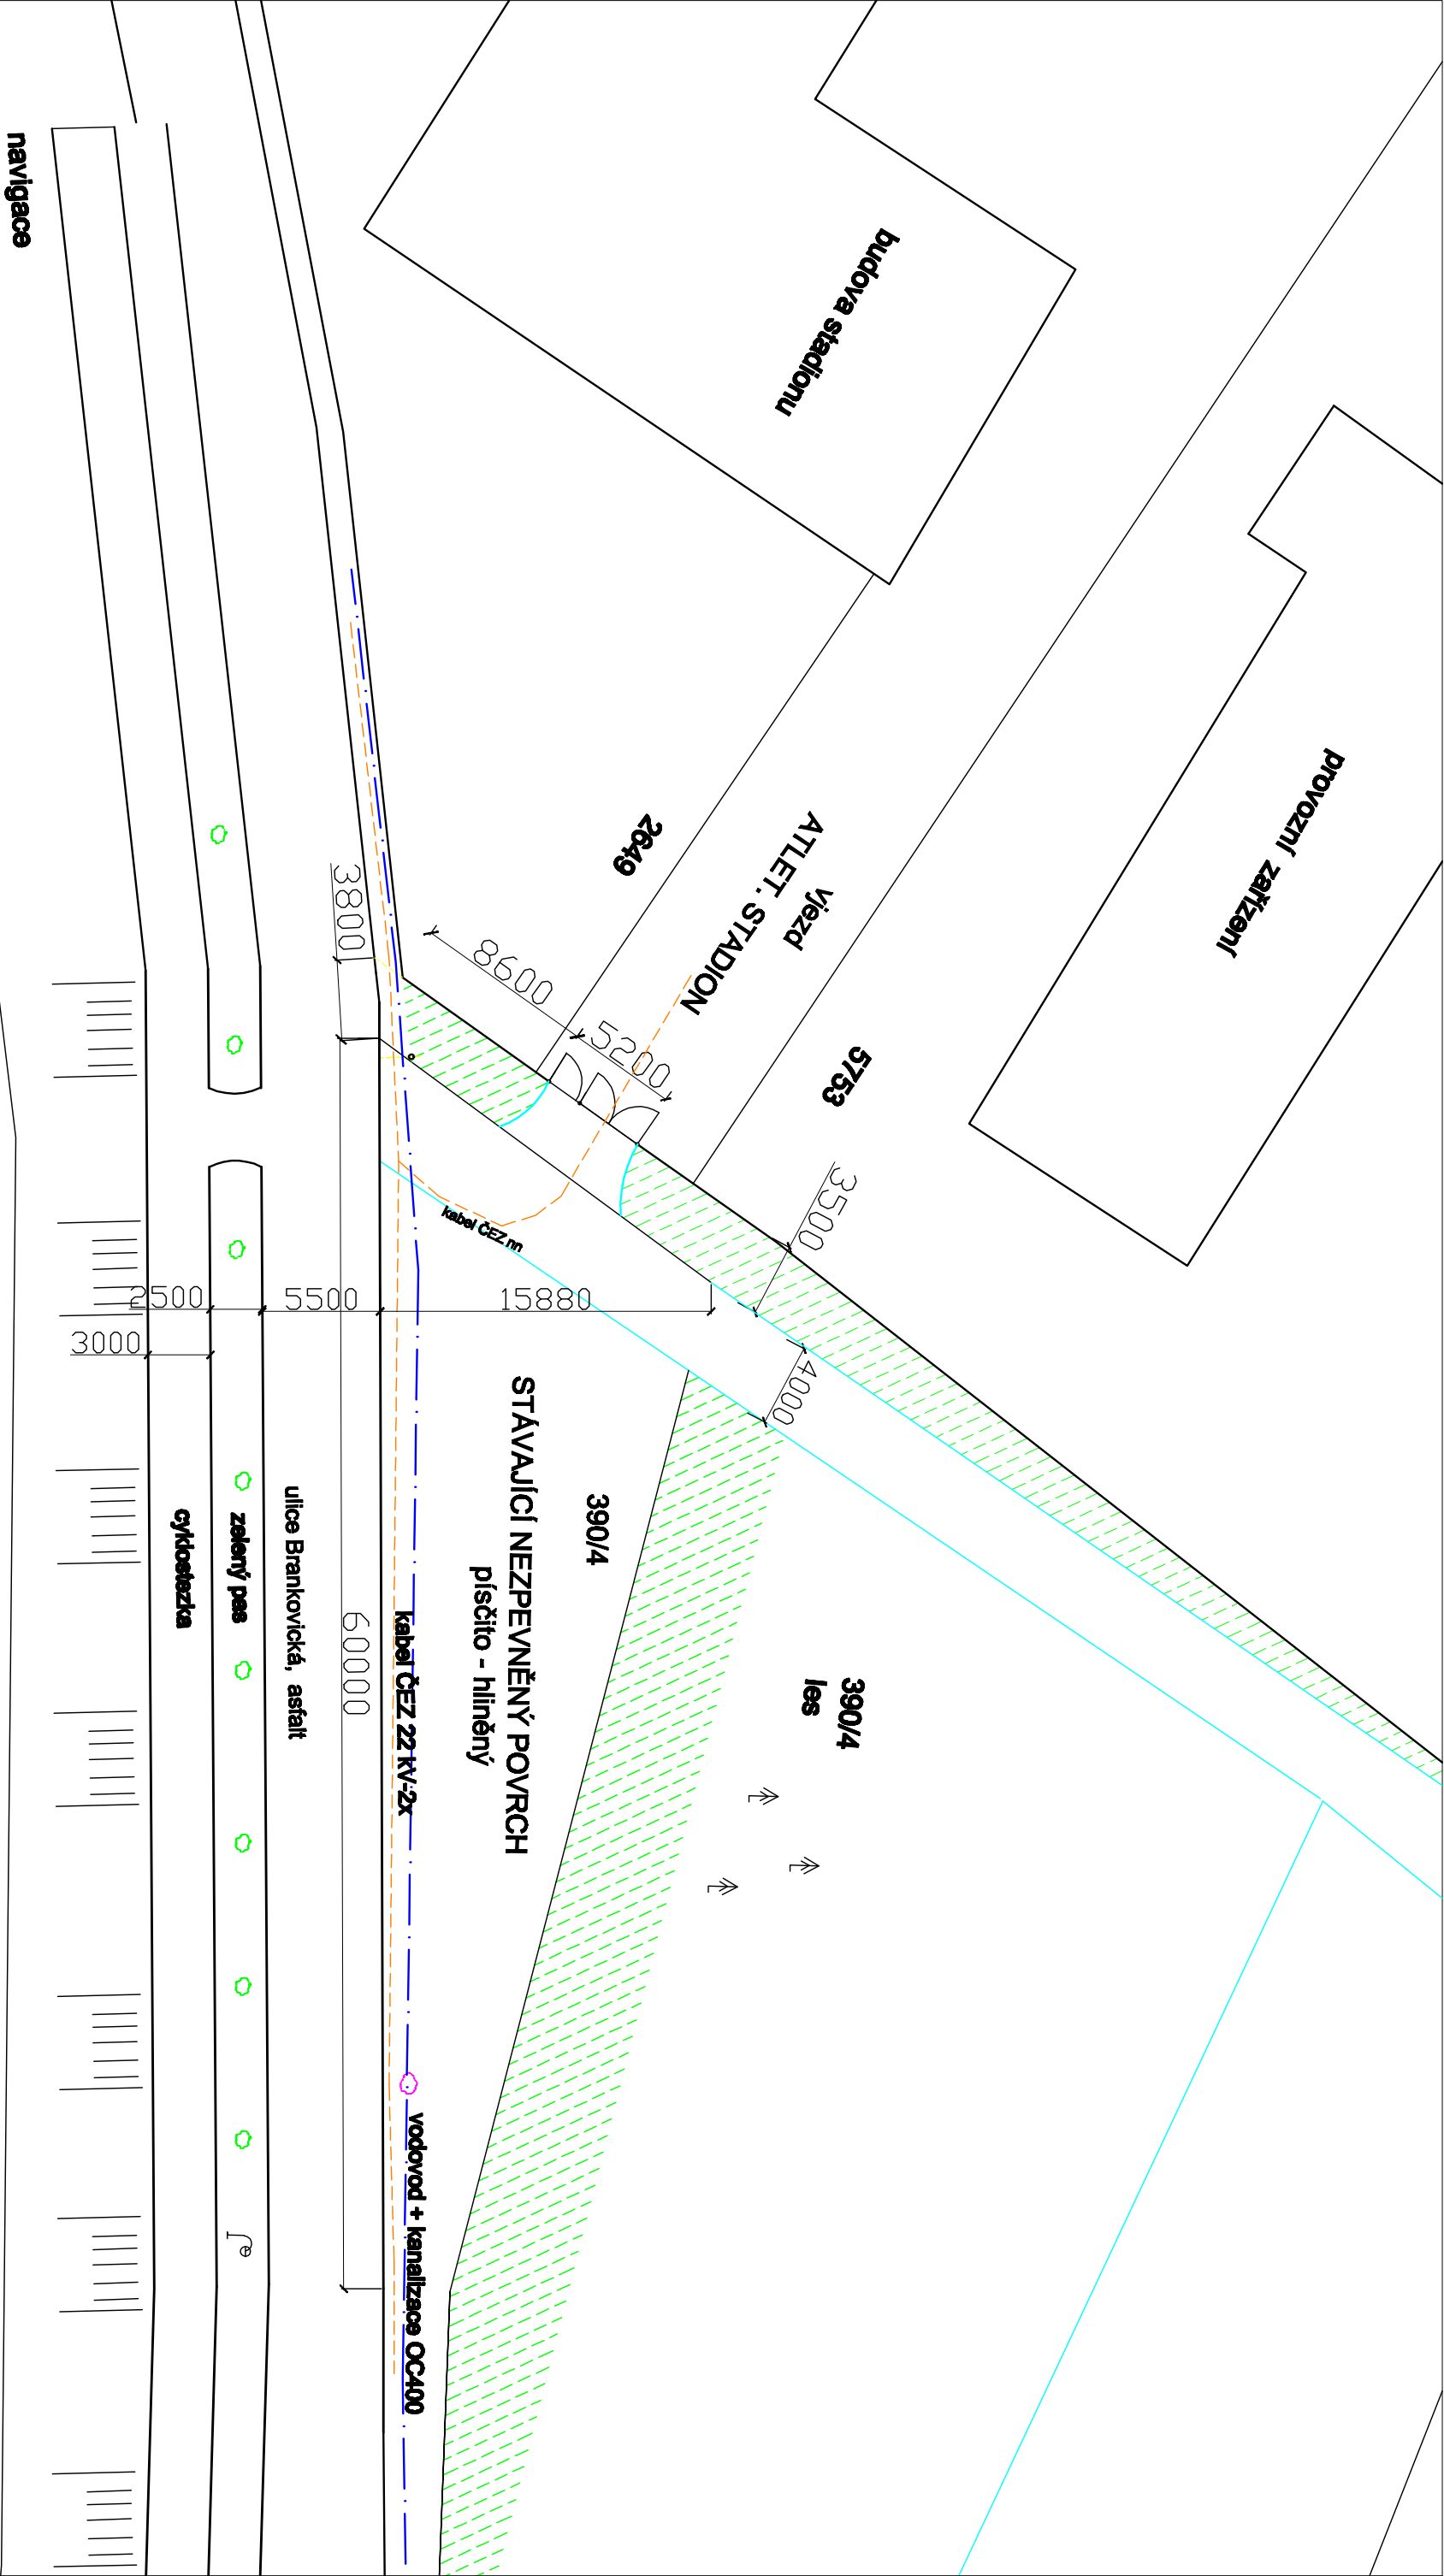 navigace
budova stadionu
provozní zařízení
2649
ATLET. STADION
vjezd
5753
3800
8600
5200
3500
4000
kabel ČEZ nn
2500
5500
15880
3000
STÁVAJÍCÍ NEZPEVNĚNÝ POVRCH
písčito - hliněný
390/4
390/4
les
cyklostezka
zelený pas
ulice Brankovická, asfalt
60000
kabel ČEZ 22 kV-2x
vodovod + kanalizace OC400